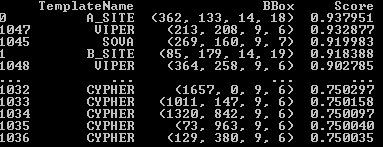 TemplateName BBox Score
0 A_SITE (362, 133, 14, 18) 0.937951
1047 VIPER (213, 208, 9, 6) 0.932877
1045 SOVA (269, 160, 9, 7) 0.919983
1 B_SITE (85, 179, 14, 19) 0.918388
1048 VIPER (364, 258, 9, 6) 0.902785
... ... ... ...
1032 CYPHER (1657, 0, 9, 6) 0.750297
1033 CYPHER (1011, 147, 9, 6) 0.750158
1034 CYPHER (1320, 842, 9, 6) 0.750097
1035 CYPHER (73, 963, 9, 6) 0.750040
1036 CYPHER (129, 380, 9, 6) 0.750035